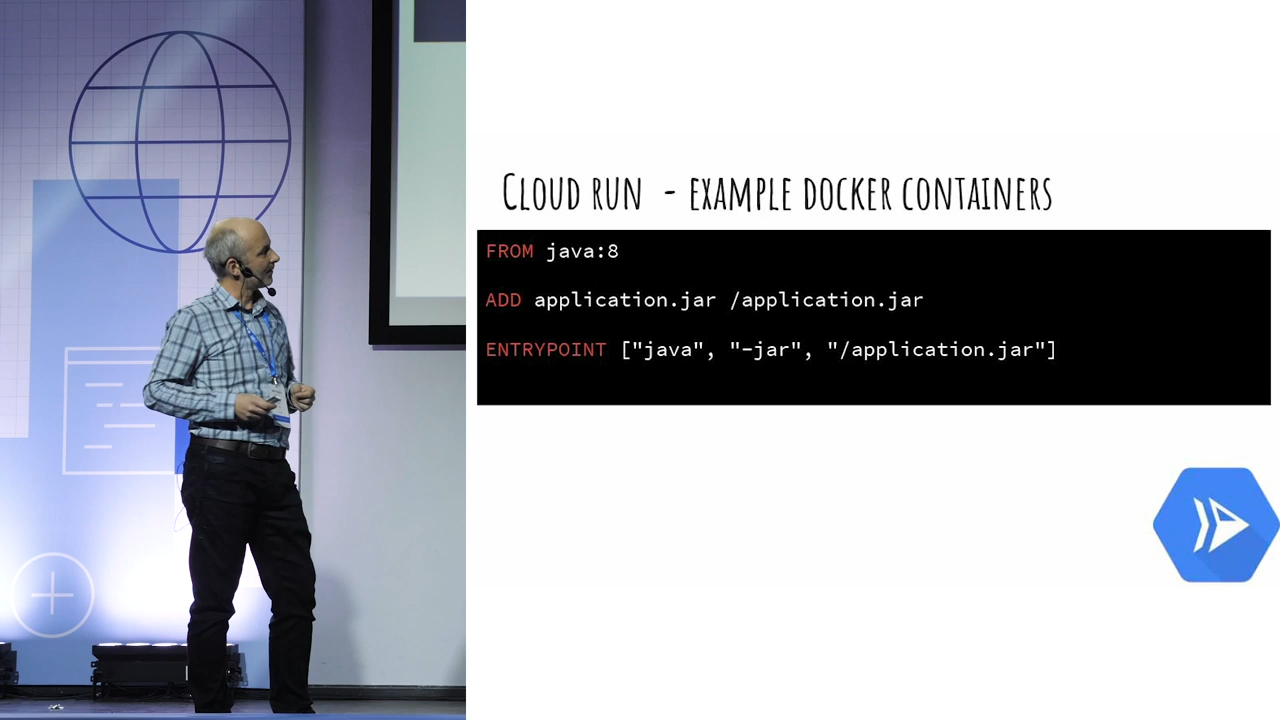 CLOUD RUN - EXAMPLE DOCKER CONTAINERS
FROM java:8
ADD application.jar /application.jar
ENTRYPOINT ["java", "-jar", "/application.jar"]